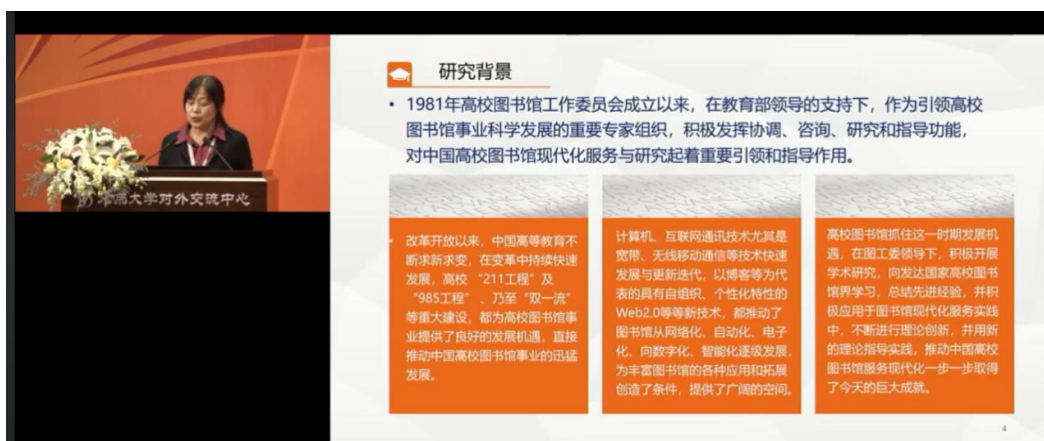 大学对外交流中心
研究背景
• 1981年高校图书馆工作委员会成立以来，在教育部领导的支持下，作为引领高校
图书馆事业科学发展的重要专家组织，积极发挥协调、咨询、研究和指导功能，
对中国高校图书馆现代化服务与研究起着重要引领和指导作用。
改革开放以来，中国高等教育不
断求新求变，在变革中持续快速
发展，高校 “211工程” 及
“985工程” 、乃至 “双一流”
等重大建设，都为高校图书馆事
业提供了良好的发展机遇，直接
推动中国高校图书馆事业的迅猛
发展。
计算机、互联网通讯技术尤其是
宽带、无线移动通信等技术快速
发展与更新迭代，以博客等为代
表的具有自组织、个性化特性的
Web2.0等等新技术，都推动了
图书馆从网络化、自动化、电子
化、向数字化、智能化逐级发展，
为丰富图书馆的各种应用和拓展
创造了条件，提供了广阔的空间。
高校图书馆抓住这一时期发展机
遇，在图工委领导下，积极开展
学术研究，向发达国家高校图书
馆界学习，总结先进经验，并积
极应用于图书馆现代化服务实践
中，不断进行理论创新，并用新
的理论指导实践，推动中国高校
图书馆服务现代化一步一步取得
了今天的巨大成就。
4